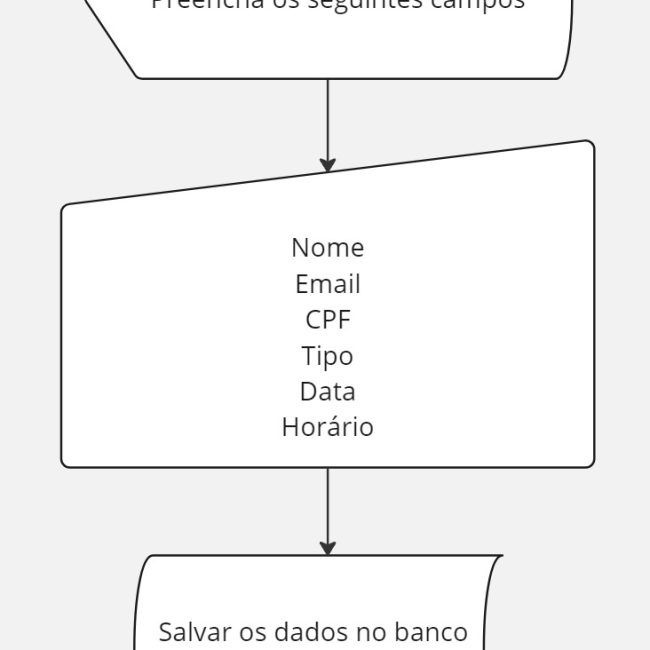 Preencha os seguintes campos
Nome
Email
CPF
Tipo
Data
Horário
Salvar os dados no banco